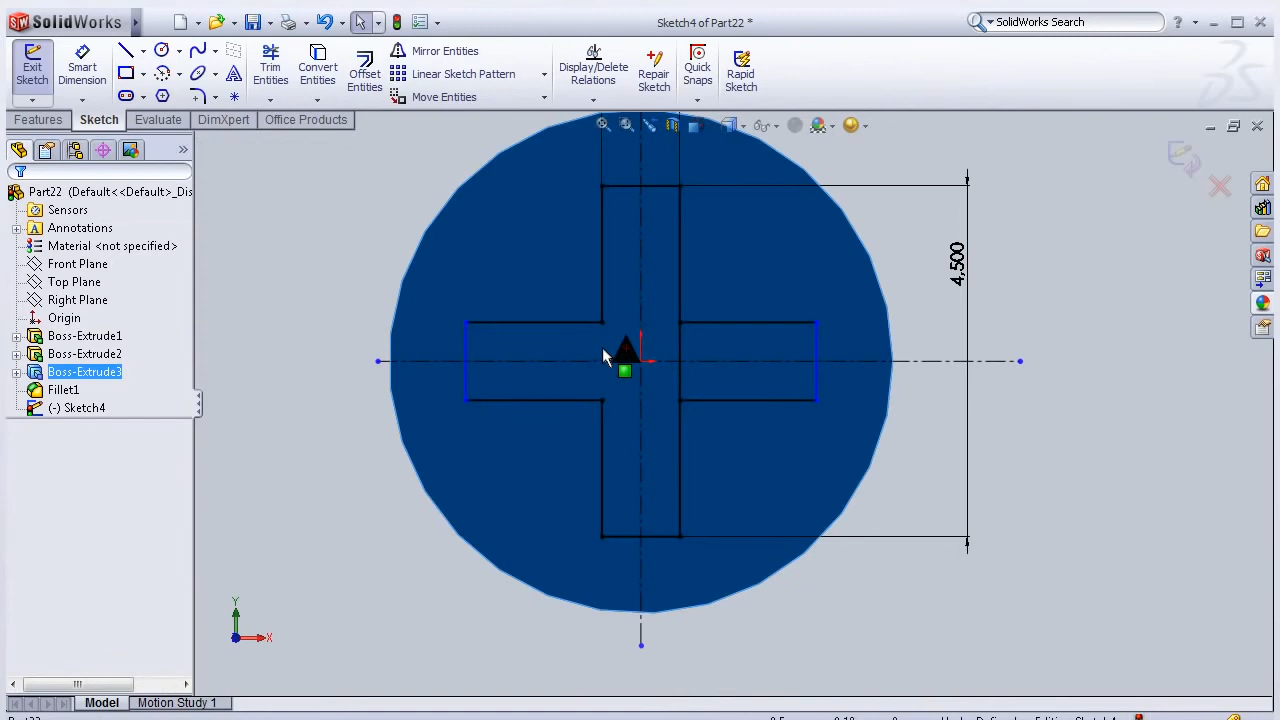 SolidWorks
Sketch4 of Part22 *
SolidWorks Search
Exit Sketch
Smart Dimension
Trim Entities
Convert Entities
Offset Entities
Mirror Entities
Linear Sketch Pattern
Move Entities
Display/Delete Relations
Repair Sketch
Quick Snaps
Rapid Sketch
Features
Sketch
Evaluate
DimXpert
Office Products
Part22 (Default<<Default>_Dis
Sensors
Annotations
Material <not specified>
Front Plane
Top Plane
Right Plane
Origin
Boss-Extrude1
Boss-Extrude2
Boss-Extrude3
Fillet1
(-) Sketch4
4,500
Y
X
Model
Motion Study 1